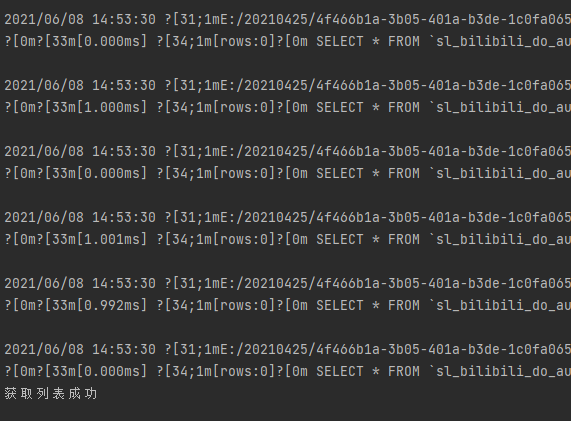 2021/06/08 14:53:30 ?[31;1mE:/20210425/4f466b1a-3b05-401a-b3de-1c0fa065
?[0m?[33m[0.000ms] ?[34;1m[rows:0]?[0m SELECT * FROM `sl_bilibili_do_au
2021/06/08 14:53:30 ?[31;1mE:/20210425/4f466b1a-3b05-401a-b3de-1c0fa065
?[0m?[33m[1.000ms] ?[34;1m[rows:0]?[0m SELECT * FROM `sl_bilibili_do_au
2021/06/08 14:53:30 ?[31;1mE:/20210425/4f466b1a-3b05-401a-b3de-1c0fa065
?[0m?[33m[0.000ms] ?[34;1m[rows:0]?[0m SELECT * FROM `sl_bilibili_do_au
2021/06/08 14:53:30 ?[31;1mE:/20210425/4f466b1a-3b05-401a-b3de-1c0fa065
?[0m?[33m[1.001ms] ?[34;1m[rows:0]?[0m SELECT * FROM `sl_bilibili_do_au
2021/06/08 14:53:30 ?[31;1mE:/20210425/4f466b1a-3b05-401a-b3de-1c0fa065
?[0m?[33m[0.992ms] ?[34;1m[rows:0]?[0m SELECT * FROM `sl_bilibili_do_au
2021/06/08 14:53:30 ?[31;1mE:/20210425/4f466b1a-3b05-401a-b3de-1c0fa065
?[0m?[33m[0.000ms] ?[34;1m[rows:0]?[0m SELECT * FROM `sl_bilibili_do_au
获取列表成功